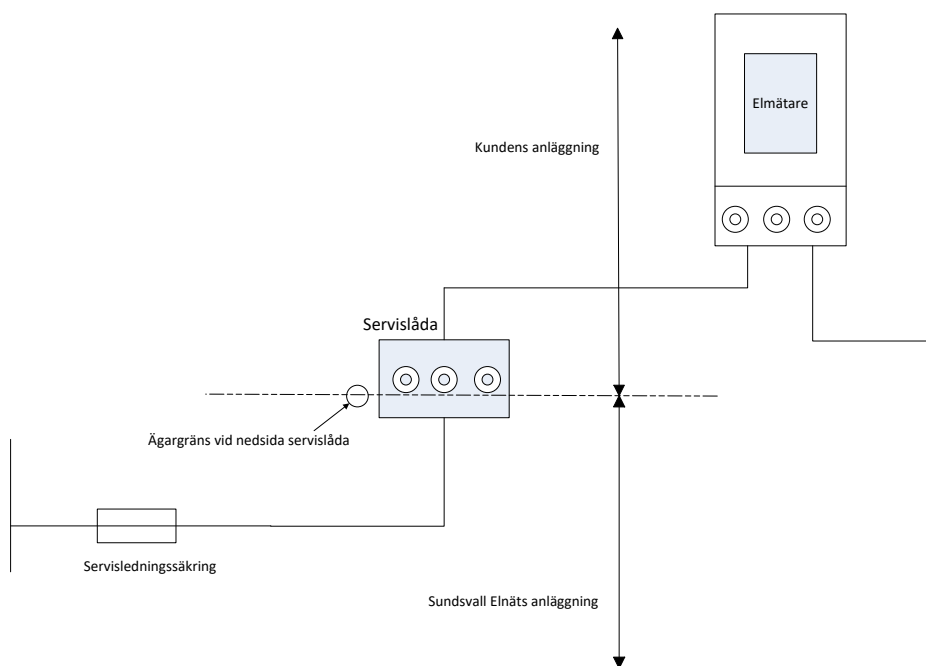 Elmätare
Kundens anläggning
Servislåda
Ägargräns vid nedsida servislåda
Servisledningssäkring
Sundsvall Elnäts anläggning